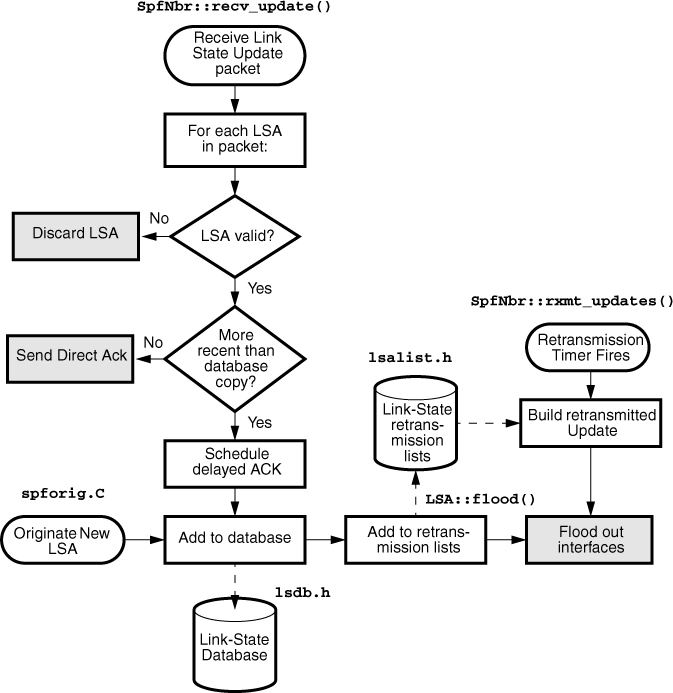 SpfNbr::recv_update()
Receive Link
State Update
packet
For each LSA
in packet:
LSA valid?
No
Discard LSA
Yes
More
recent than
database
copy?
No
Send Direct Ack
Yes
Schedule
delayed ACK
spforig.C
Originate New
LSA
Add to database
lsdb.h
Link-State
Database
LSA::flood()
Add to retrans-
mission lists
lsalist.h
Link-State
retrans-
mission
lists
SpfNbr::rxmt_updates()
Retransmission
Timer Fires
Build retransmitted
Update
Flood out
interfaces